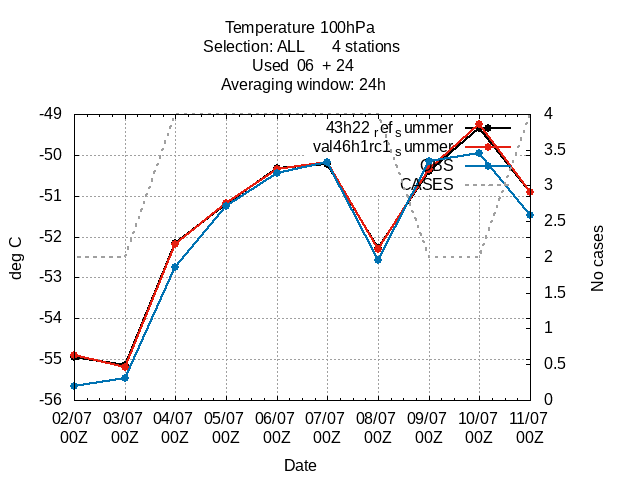 Temperature 100hPa
Selection: ALL 4 stations
Used 06 + 24
Averaging window: 24h
43h22_ref_summer
val46h1rc1_summer
OBS
CASES
-49
-50
-51
-52
-53
-54
-55
-56
deg C
4
3.5
3
2.5
2
1.5
1
0.5
0
No cases
02/07 03/07 04/07 05/07 06/07 07/07 08/07 09/07 10/07 11/07
00Z 00Z 00Z 00Z 00Z 00Z 00Z 00Z 00Z 00Z
Date